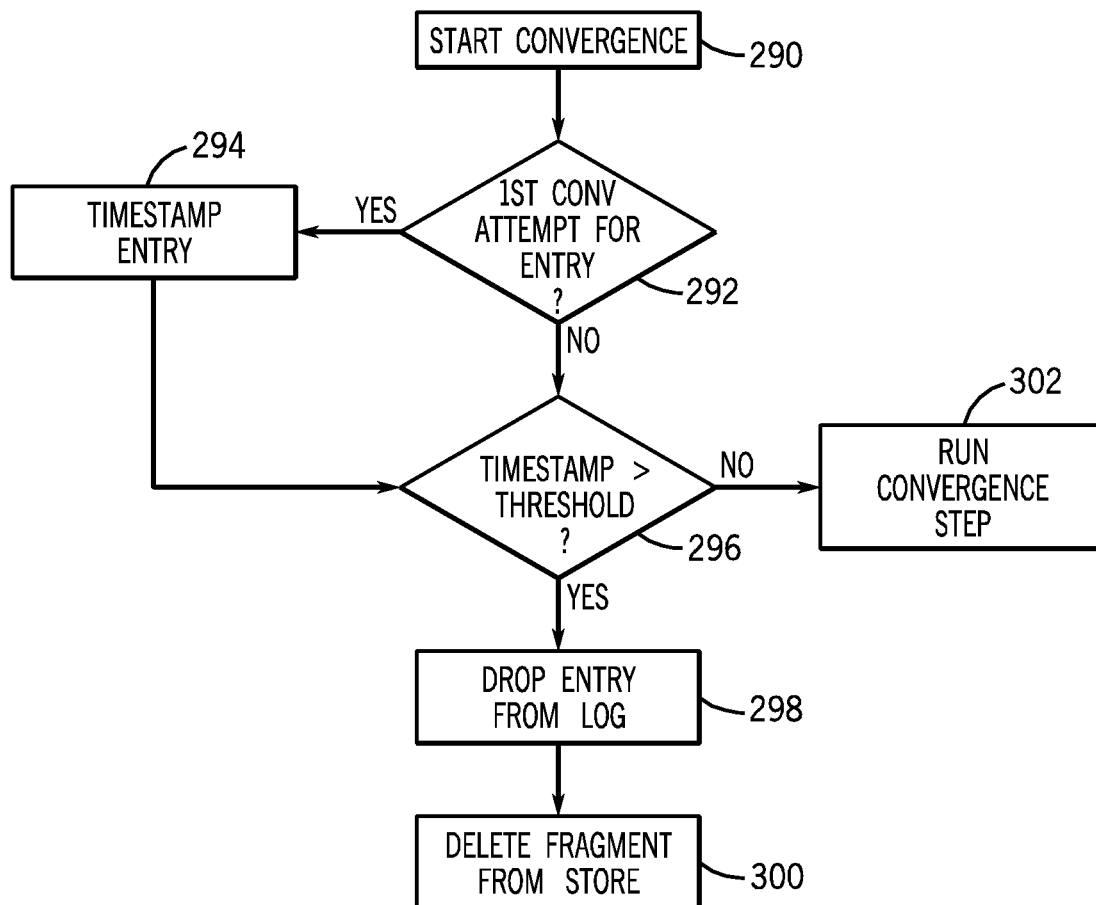 START CONVERGENCE
290
294
TIMESTAMP
ENTRY
YES
1ST CONV
ATTEMPT FOR
ENTRY
?
292
NO
302
TIMESTAMP >
THRESHOLD
?
296
NO
RUN
CONVERGENCE
STEP
YES
DROP ENTRY
FROM LOG
298
DELETE FRAGMENT
FROM STORE
300